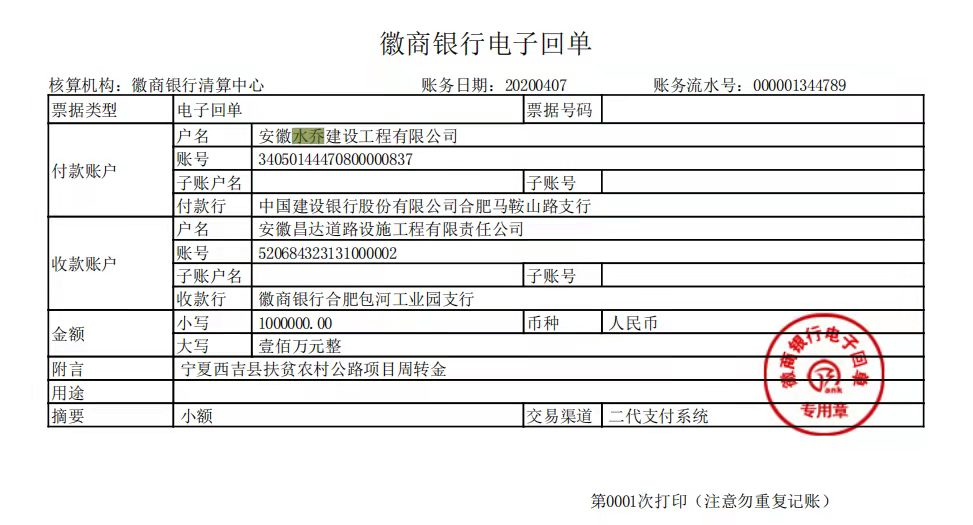 徽商银行电子回单
核算机构：徽商银行清算中心 账务日期：20200407 账务流水号：000001344789
票据类型 电子回单 票据号码
付款账户
户名 安徽水乔建设工程有限公司
账号 34050144470800000837
子账户名 子账号
付款行 中国建设银行股份有限公司合肥马鞍山路支行
收款账户
户名 安徽昌达道路设施工程有限责任公司
账号 520684323131000002
子账户名 子账号
收款行 徽商银行合肥包河工业园支行
金额
小写 1000000.00 币种 人民币
大写 壹佰万元整
附言 宁夏西吉县扶贫农村公路项目周转金
用途
摘要 小额 交易渠道 二代支付系统
徽商银行电子回单
ank
专用章
第0001次打印（注意勿重复记账）